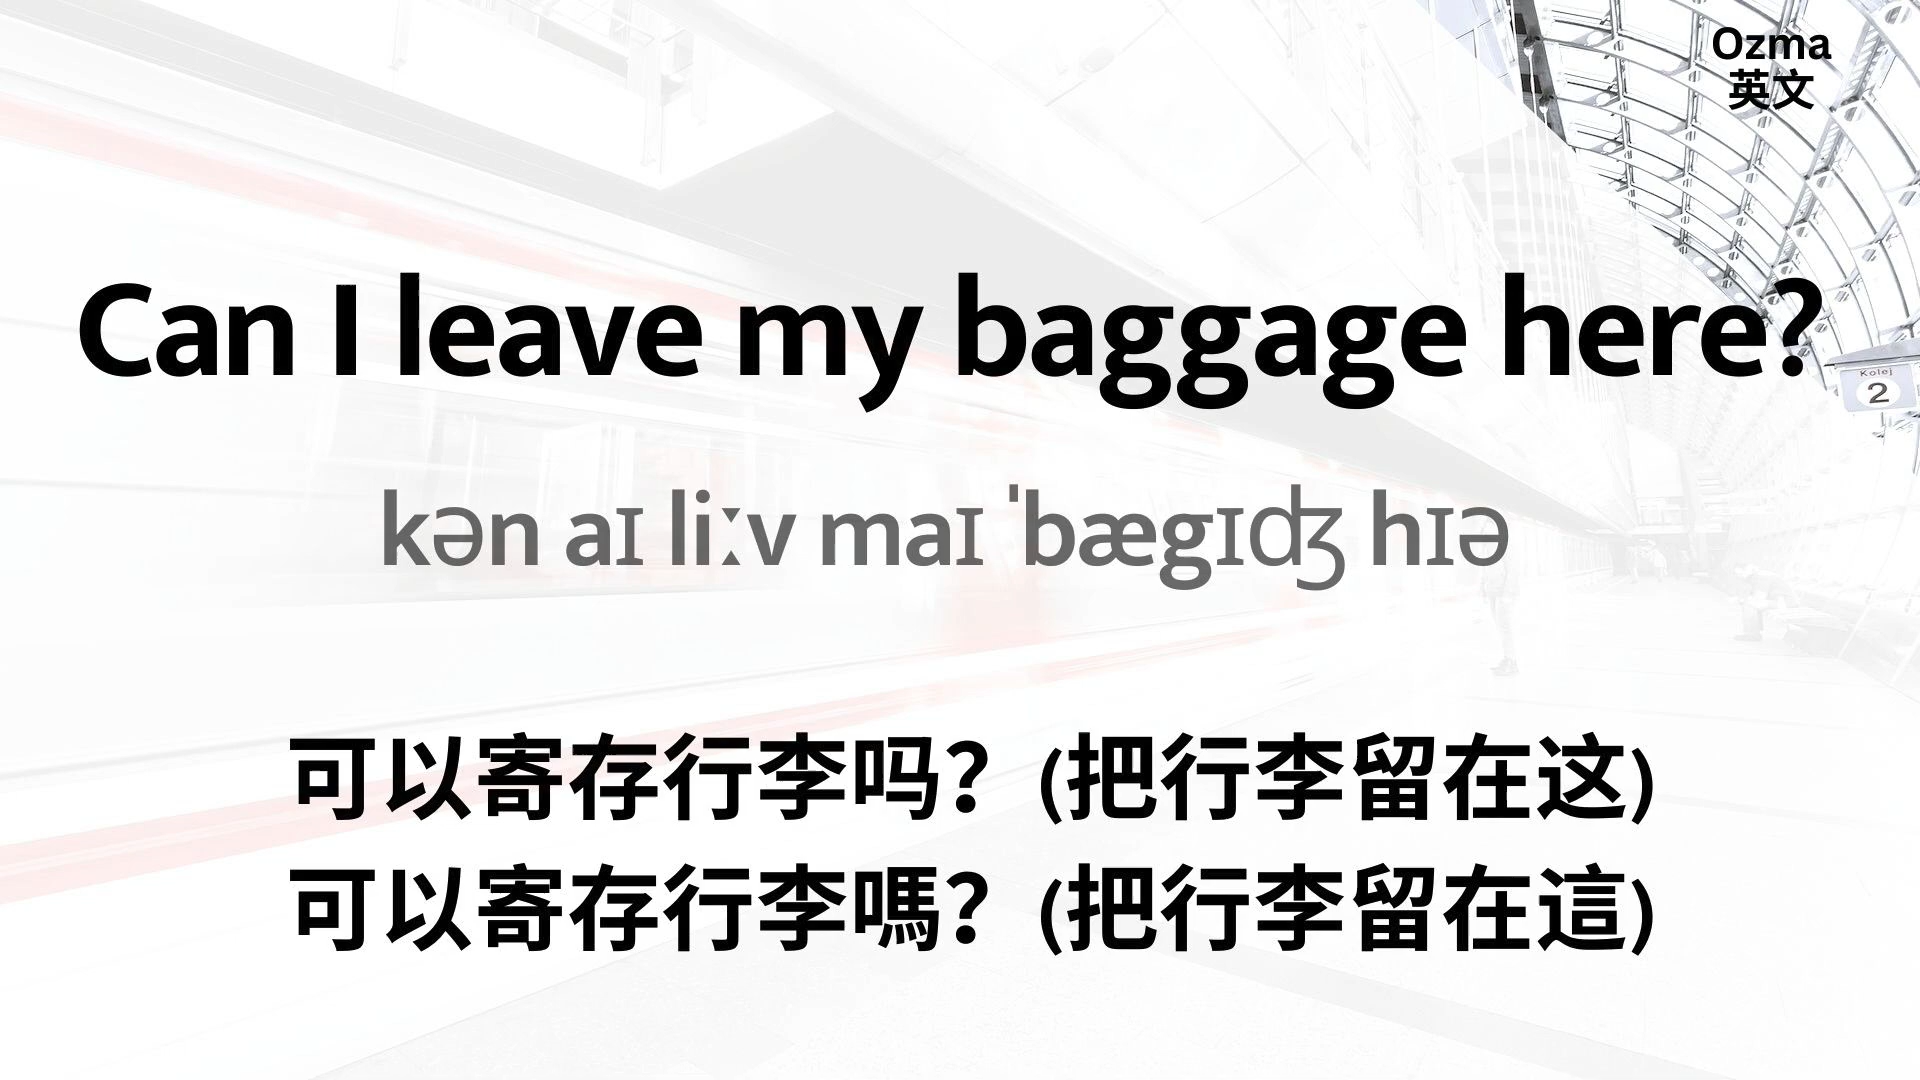 Ozma
英文
Can I leave my baggage here?
kən aɪ liːv maɪ ˈbægɪʤ hɪə
可以寄存行李吗？(把行李留在这)
可以寄存行李嗎？(把行李留在這)
Kolej
2